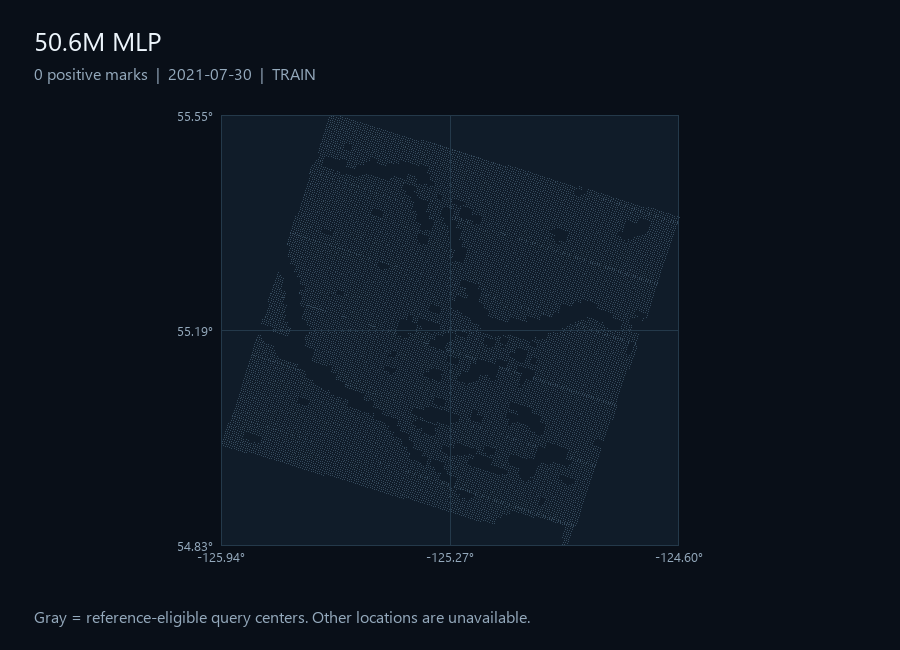 50.6M MLP
0 positive marks | 2021-07-30 | TRAIN
55.55°
55.19°
54.83°
-125.94°
-125.27°
-124.60°
Gray = reference-eligible query centers. Other locations are unavailable.